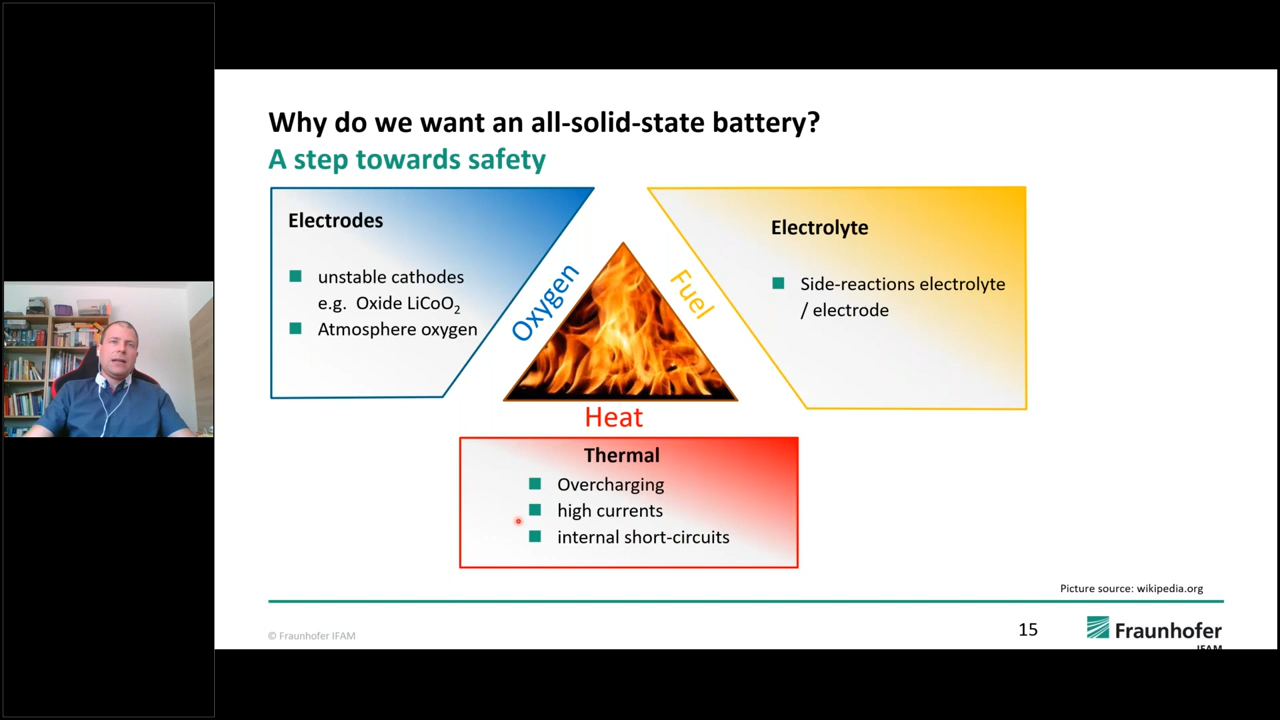 Why do we want an all-solid-state battery?
A step towards safety
Electrodes
unstable cathodes
e.g. Oxide LiCoO₂
Atmosphere oxygen
Oxygen
Fuel
Heat
Electrolyte
Side-reactions electrolyte
/ electrode
Thermal
Overcharging
high currents
internal short-circuits
Picture source: wikipedia.org
© Fraunhofer IFAM
15
Fraunhofer
IFAM